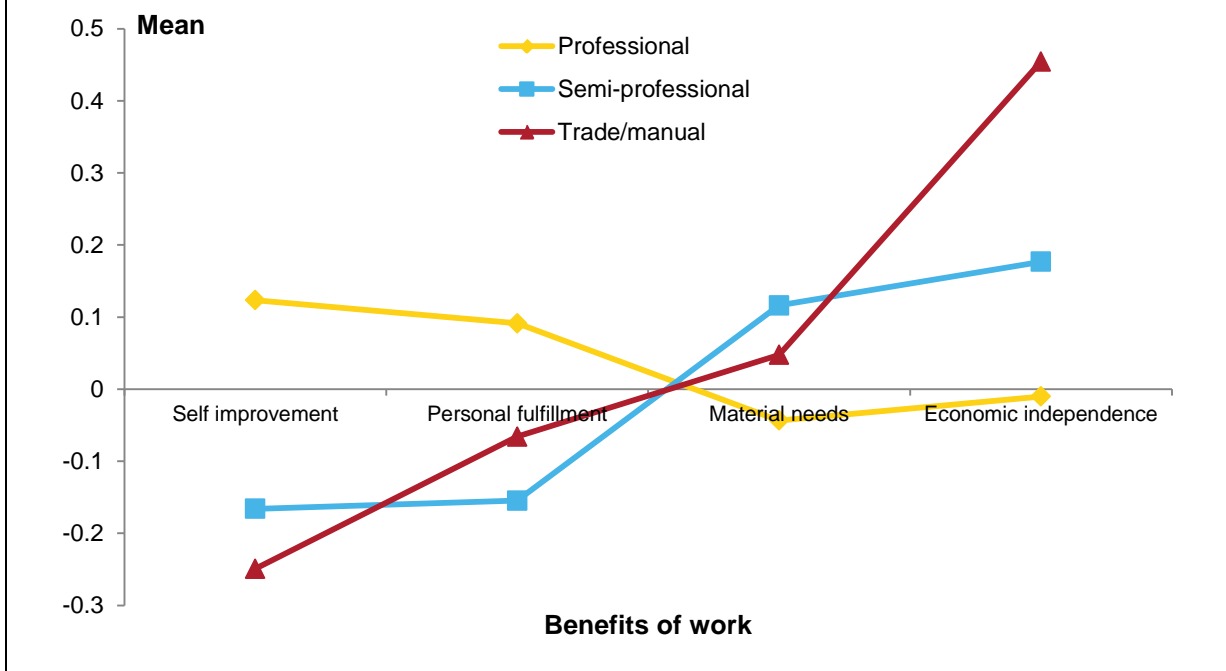 Mean
0.5
0.4
0.3
0.2
0.1
0
-0.1
-0.2
-0.3
Professional
Semi-professional
Trade/manual
Self improvement
Personal fulfillment
Material needs
Economic independence
Benefits of work